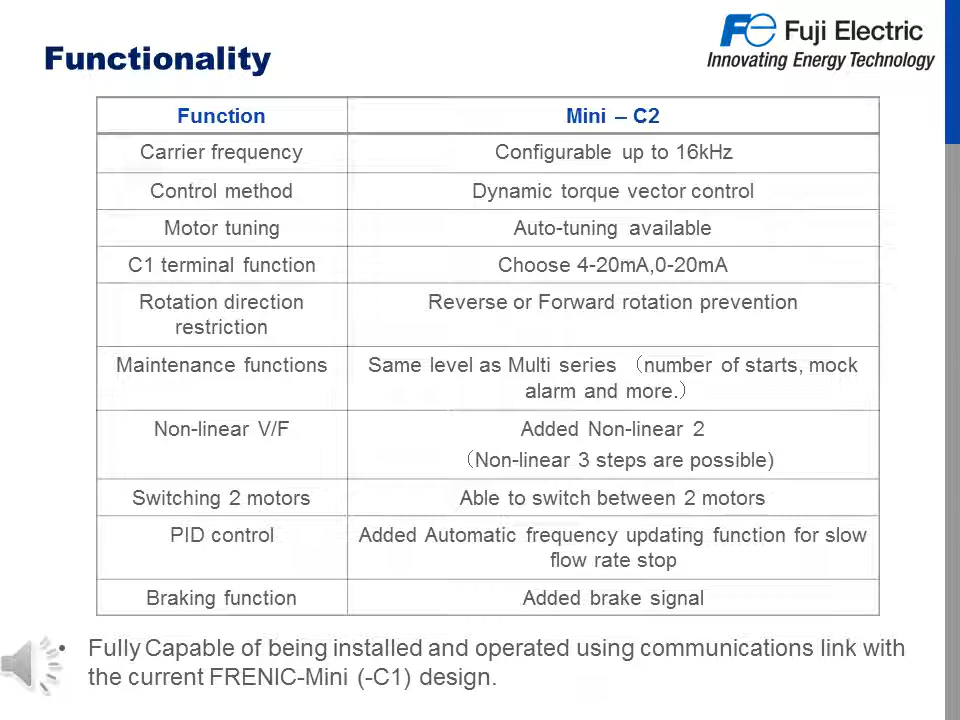 Functionality
Fe Fuji Electric
Innovating Energy Technology
Function Mini – C2
Carrier frequency Configurable up to 16kHz
Control method Dynamic torque vector control
Motor tuning Auto-tuning available
C1 terminal function Choose 4-20mA,0-20mA
Rotation direction
restriction
Reverse or Forward rotation prevention
Maintenance functions
Same level as Multi series （number of starts, mock
alarm and more.）
Non-linear V/F
Added Non-linear 2
（Non-linear 3 steps are possible)
Switching 2 motors Able to switch between 2 motors
PID control
Added Automatic frequency updating function for slow
flow rate stop
Braking function Added brake signal
• Fully Capable of being installed and operated using communications link with
the current FRENIC-Mini (-C1) design.